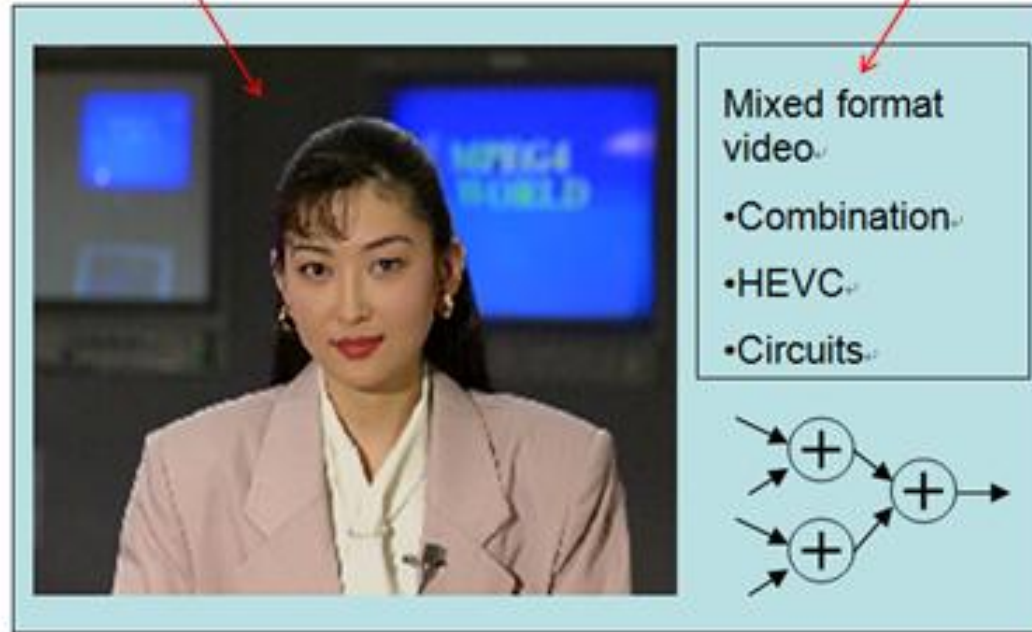 MPEG4
WORLD
Mixed format
video
•Combination
•HEVC
•Circuits